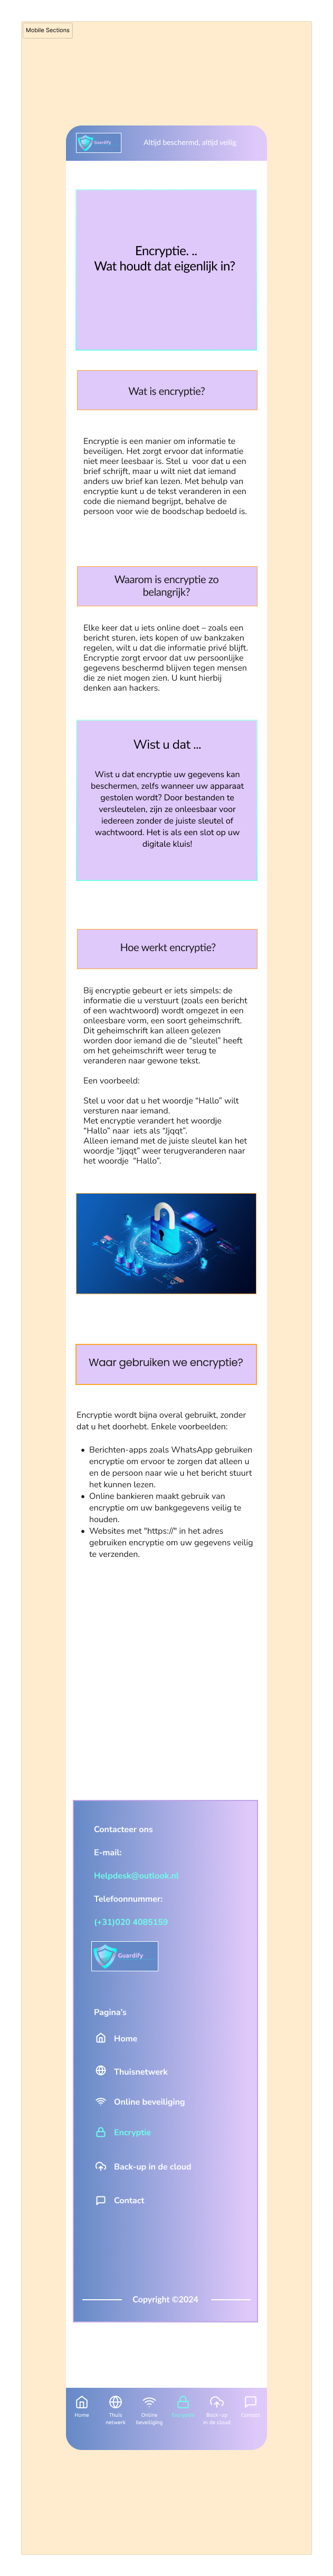 Mobile Sections
Guardify
Altijd beschermd, altijd veilig
Encryptie. ..
Wat houdt dat eigenlijk in?
Wat is encryptie?
Encryptie is een manier om informatie te
beveiligen. Het zorgt ervoor dat informatie
niet meer leesbaar is. Stel u  voor dat u een
brief schrijft, maar u wilt niet dat iemand
anders uw brief kan lezen. Met behulp van
encryptie kunt u de tekst veranderen in een
code die niemand begrijpt, behalve de
persoon voor wie de boodschap bedoeld is.
Waarom is encryptie zo
belangrijk?
Elke keer dat u iets online doet – zoals een
bericht sturen, iets kopen of uw bankzaken
regelen, wilt u dat die informatie privé blijft.
Encryptie zorgt ervoor dat uw persoonlijke
gegevens beschermd blijven tegen mensen
die ze niet mogen zien. U kunt hierbij
denken aan hackers.
Wist u dat ...
Wist u dat encryptie uw gegevens kan
beschermen, zelfs wanneer uw apparaat
gestolen wordt? Door bestanden te
versleutelen, zijn ze onleesbaar voor
iedereen zonder de juiste sleutel of
wachtwoord. Het is als een slot op uw
digitale kluis!
Hoe werkt encryptie?
Bij encryptie gebeurt er iets simpels: de
informatie die u verstuurt (zoals een bericht
of een wachtwoord) wordt omgezet in een
onleesbare vorm, een soort geheimschrift.
Dit geheimschrift kan alleen gelezen
worden door iemand die de “sleutel” heeft
om het geheimschrift weer terug te
veranderen naar gewone tekst.
Een voorbeeld:
Stel u voor dat u het woordje “Hallo” wilt
versturen naar iemand.
Met encryptie verandert het woordje
“Hallo” naar  iets als “Jjqqt”.
Alleen iemand met de juiste sleutel kan het
woordje “Jjqqt” weer terugveranderen naar
het woordje  “Hallo”.
Waar gebruiken we encryptie?
Encryptie wordt bijna overal gebruikt, zonder
dat u het doorhebt. Enkele voorbeelden:
• Berichten-apps zoals WhatsApp gebruiken
encryptie om ervoor te zorgen dat alleen u
en de persoon naar wie u het bericht stuurt
het kunnen lezen.
• Online bankieren maakt gebruik van
encryptie om uw bankgegevens veilig te
houden.
• Websites met "https://" in het adres
gebruiken encryptie om uw gegevens veilig
te verzenden.
Contacteer ons
E-mail:
Helpdesk@outlook.nl
Telefoonnummer:
(+31)020 4085159
Guardify
Pagina's
Home
Thuisnetwerk
Online beveiliging
Encryptie
Back-up in de cloud
Contact
Copyright ©2024
Home
Thuis
netwerk
Online
beveiliging
Encryptie
Back-up
in de cloud
Contact